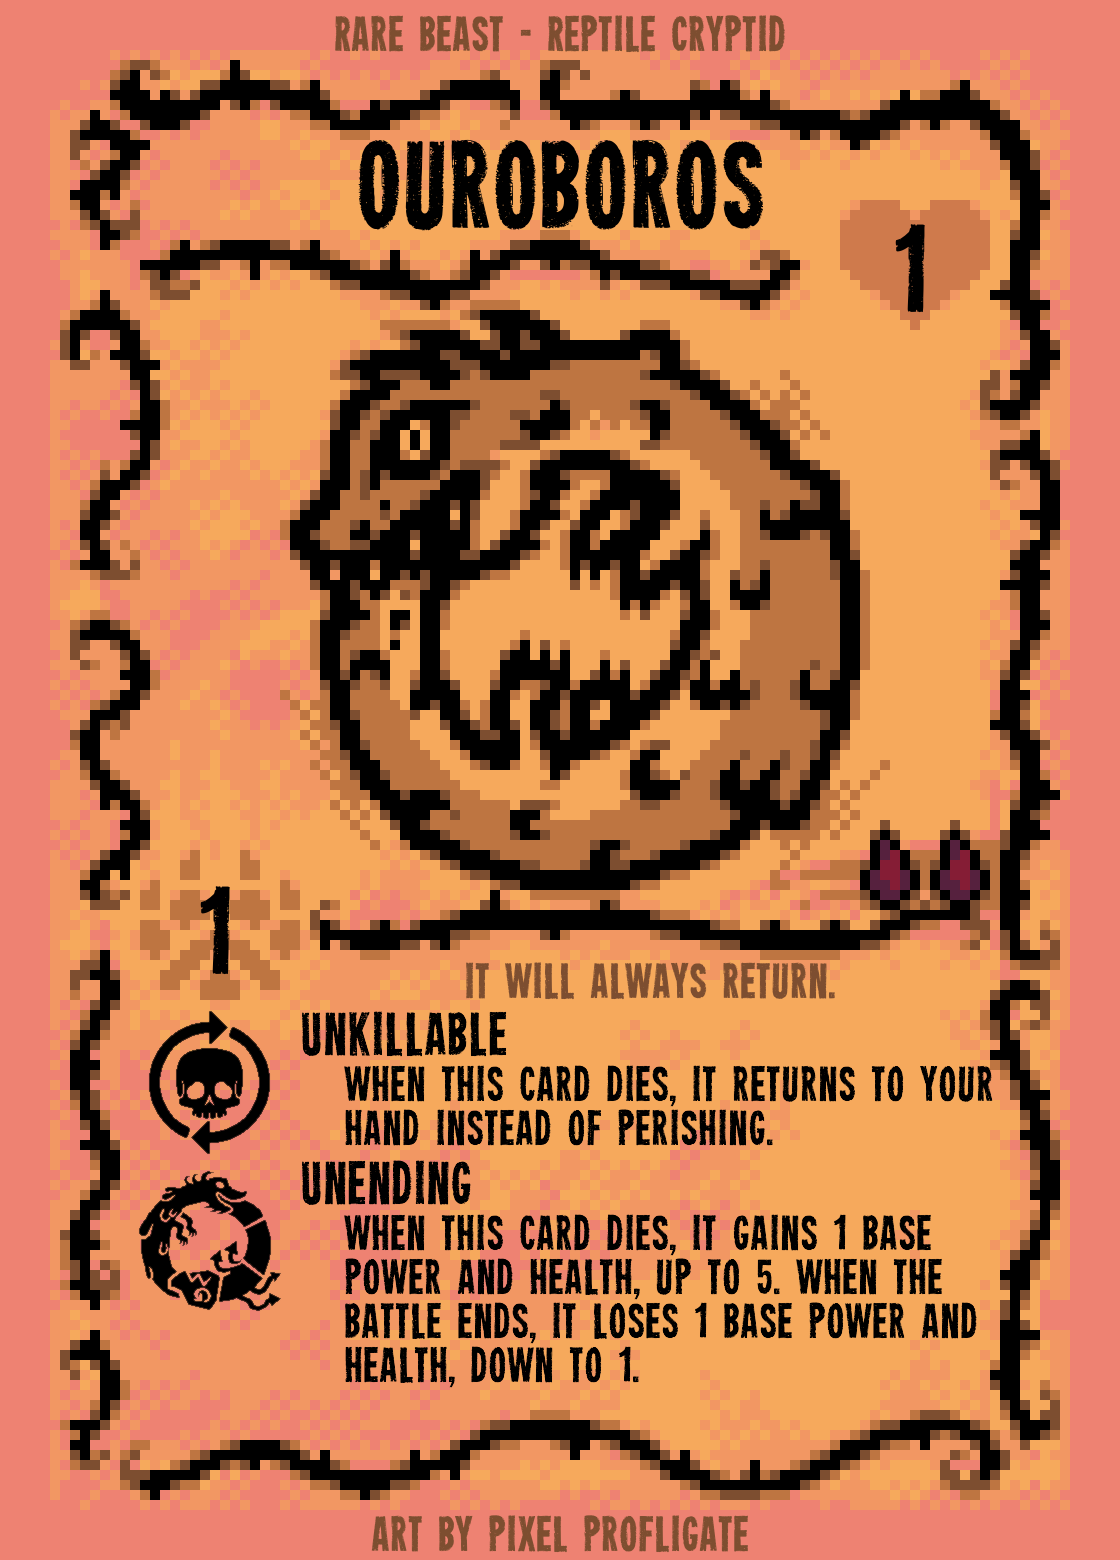 RARE BEAST - REPTILE CRYPTID
OUROBOROS
1
1
IT WILL ALWAYS RETURN.
UNKILLABLE
WHEN THIS CARD DIES, IT RETURNS TO YOUR
HAND INSTEAD OF PERISHING.
UNENDING
WHEN THIS CARD DIES, IT GAINS 1 BASE
POWER AND HEALTH, UP TO 5. WHEN THE
BATTLE ENDS, IT LOSES 1 BASE POWER AND
HEALTH, DOWN TO 1.
ART BY PIXEL PROFLIGATE